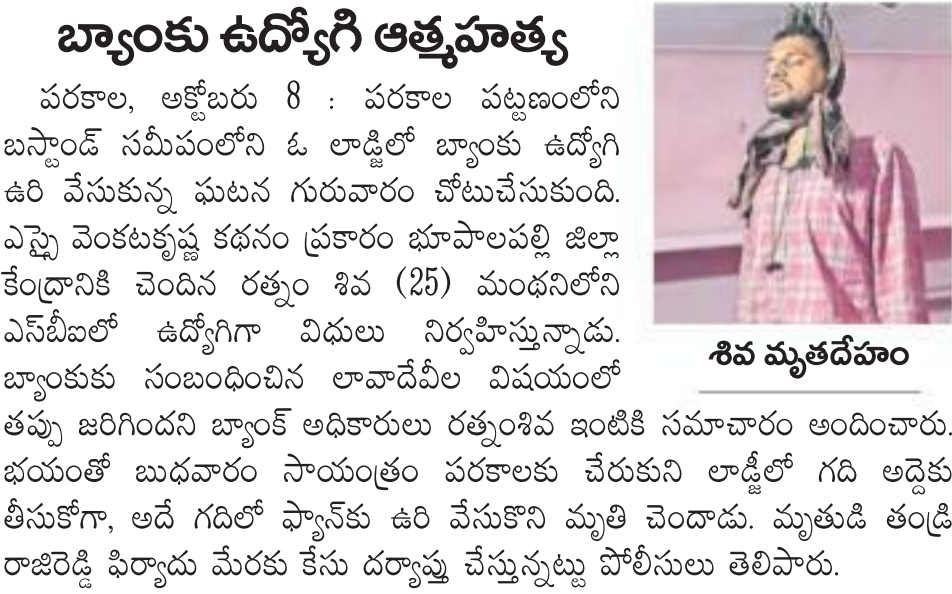 బ్యాంకు ఉద్యోగి ఆత్మహత్య
పరకాల, అక్టోబరు 8 : పరకాల పట్టణంలోని
బస్టాండ్ సమీపంలోని ఓ లాడ్జిలో బ్యాంకు ఉద్యోగి
ఉరి వేసుకున్న ఘటన గురువారం చోటుచేసుకుంది.
ఎస్సై వెంకటకృష్ణ కథనం ప్రకారం భూపాలపల్లి జిల్లా
కేంద్రానికి చెందిన రత్నం శివ (25) మంథనిలోని
ఎస్‌బీఐలో ఉద్యోగిగా విధులు నిర్వహిస్తున్నాడు.
బ్యాంకుకు సంబంధించిన లావాదేవీల విషయంలో
తప్పు జరిగిందని బ్యాంక్ అధికారులు రత్నంశివ ఇంటికి సమాచారం అందించారు.
భయంతో బుధవారం సాయంత్రం పరకాలకు చేరుకుని లాడ్జీలో గది అద్దెకు
తీసుకోగా, అదే గదిలో ఫ్యాన్‌కు ఉరి వేసుకొని మృతి చెందాడు. మృతుడి తండ్రి
రాజిరెడ్డి ఫిర్యాదు మేరకు కేసు దర్యాప్తు చేస్తున్నట్టు పోలీసులు తెలిపారు.
శివ మృతదేహం